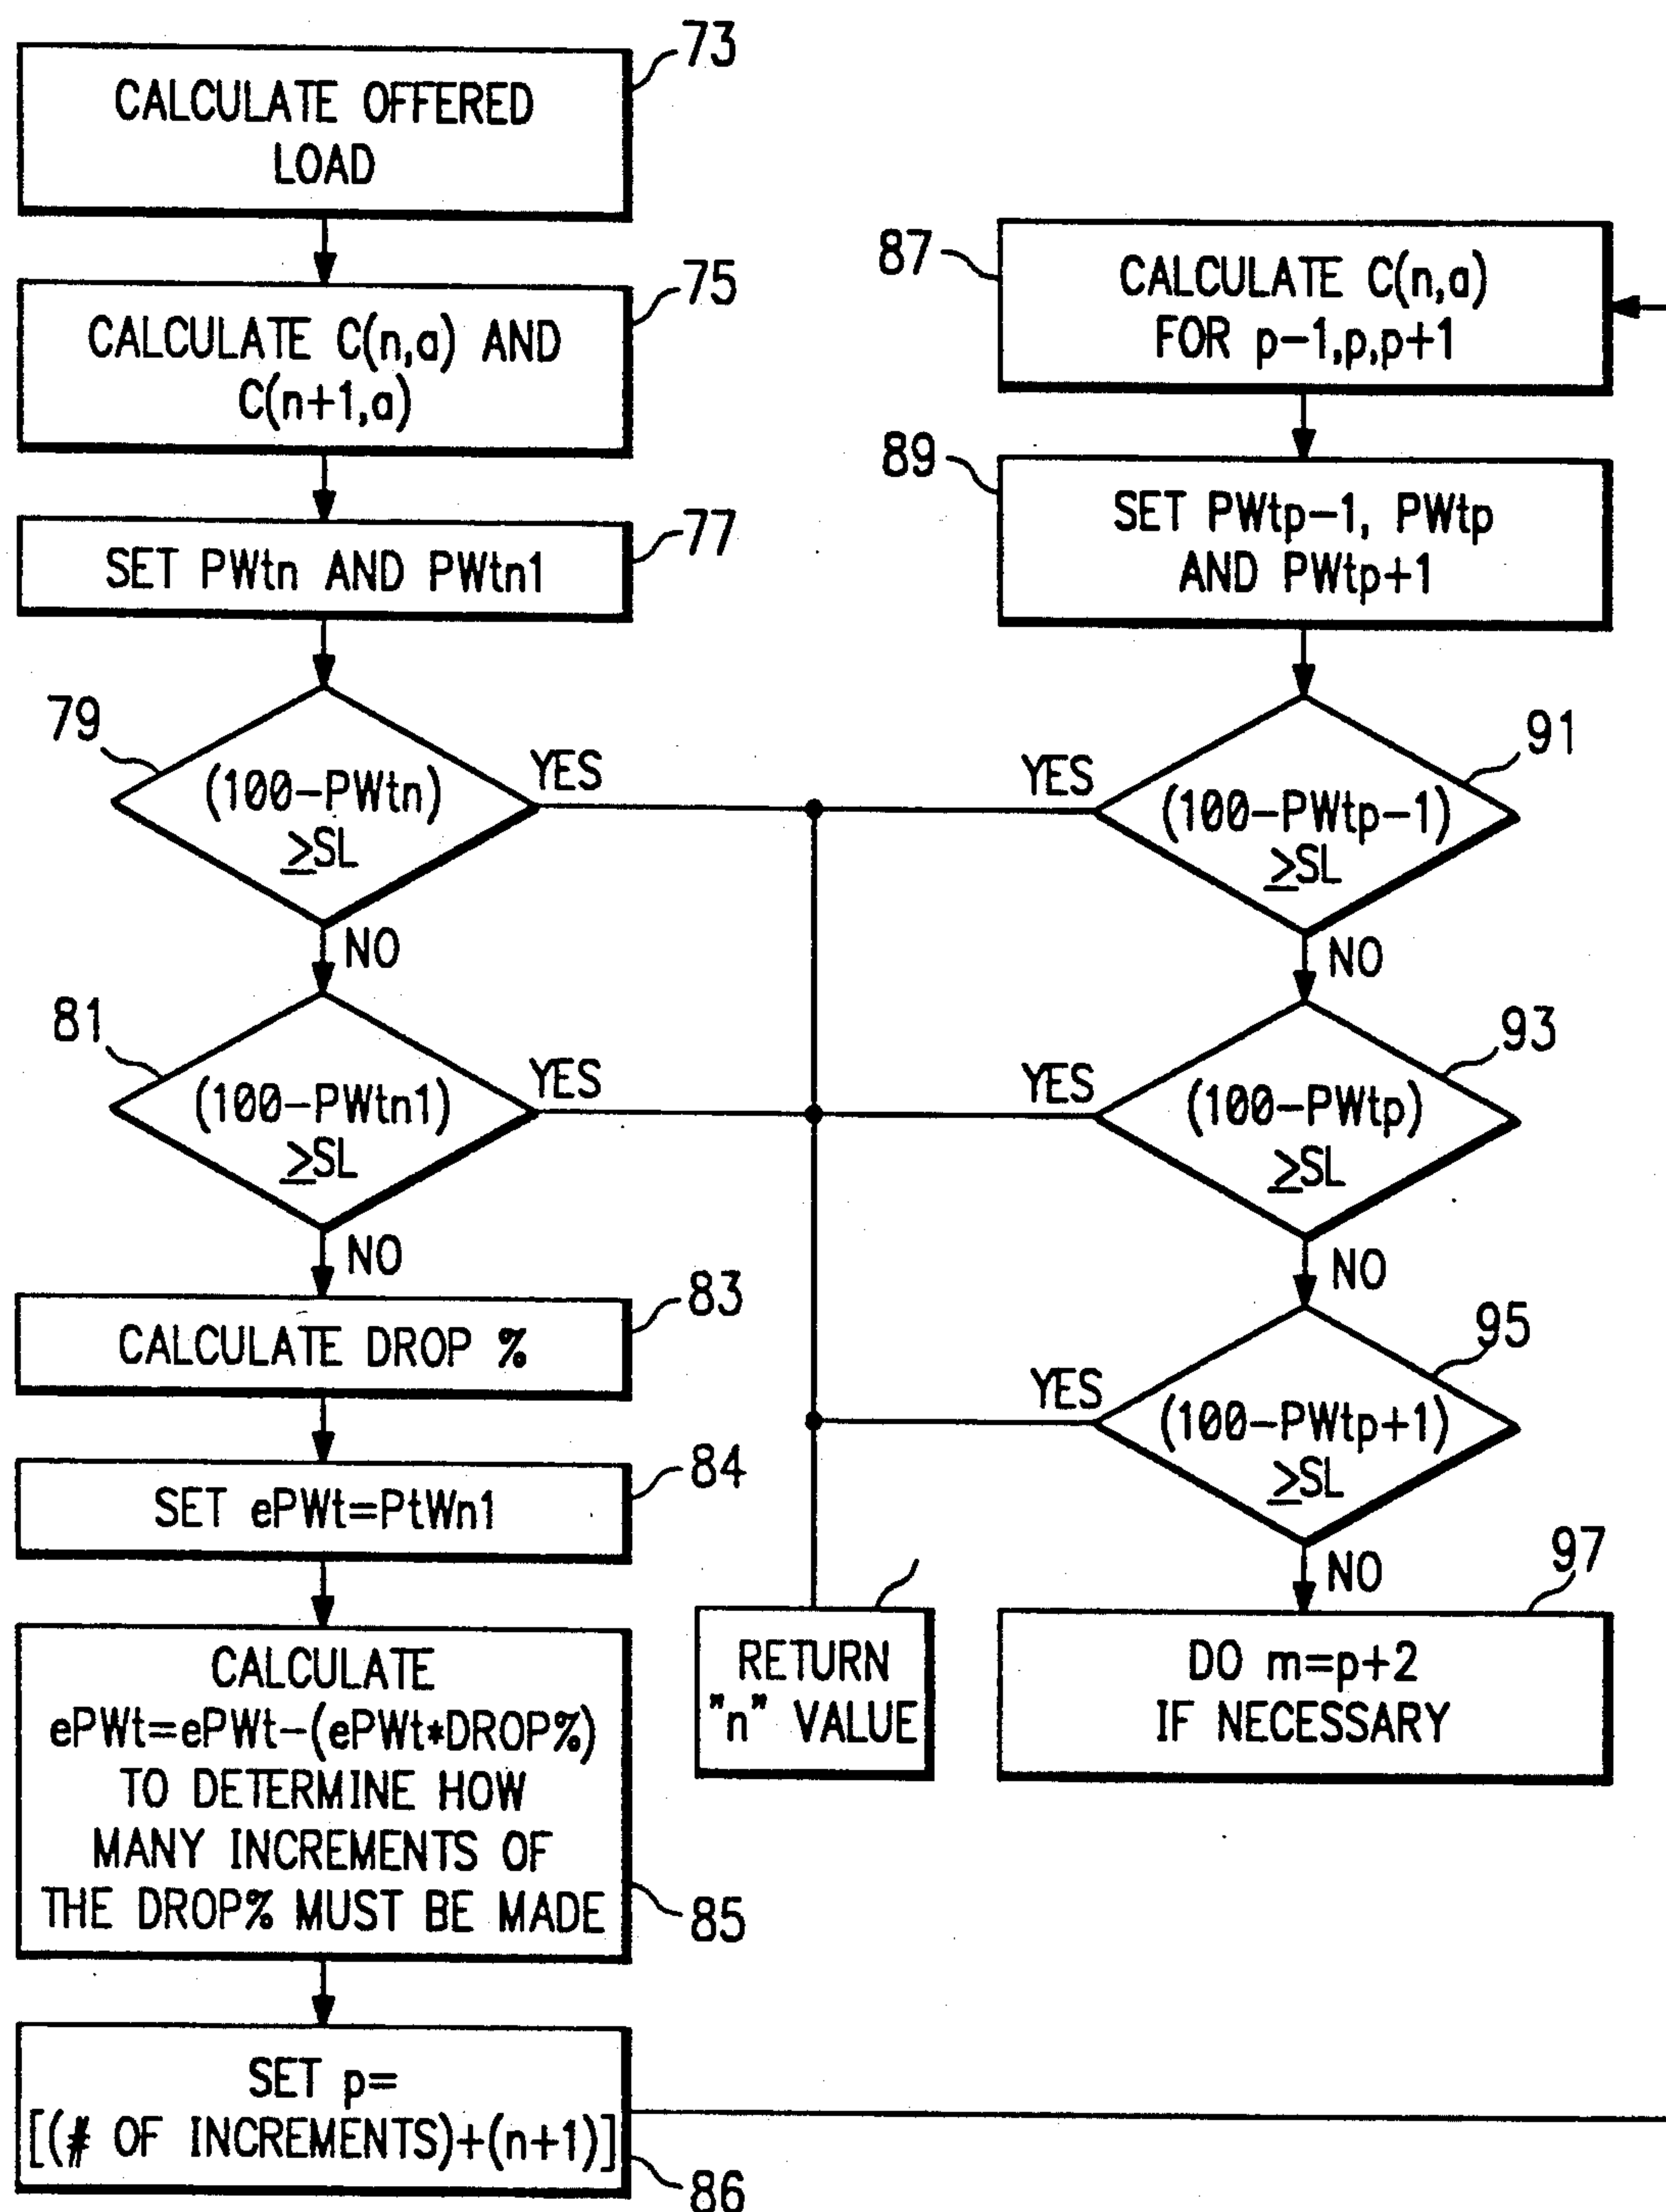 73
CALCULATE OFFERED
LOAD
75
CALCULATE C(n,a) AND
C(n+1,a)
77
SET PWtn AND PWtn1
79
(100-PWtn)
≥SL
YES
NO
81
(100-PWtn1)
≥SL
YES
NO
83
CALCULATE DROP %
84
SET ePWt=PtWn1
CALCULATE
ePWt=ePWt-(ePWt*DROP%)
TO DETERMINE HOW
MANY INCREMENTS OF
THE DROP% MUST BE MADE
85
SET p=
[(# OF INCREMENTS)+(n+1)]
86
87
CALCULATE C(n,a)
FOR p-1,p,p+1
89
SET PWtp-1, PWtp
AND PWtp+1
91
YES
(100-PWtp-1)
≥SL
NO
93
YES
(100-PWtp)
≥SL
NO
95
YES
(100-PWtp+1)
≥SL
NO
97
DO m=p+2
IF NECESSARY
RETURN
"n" VALUE